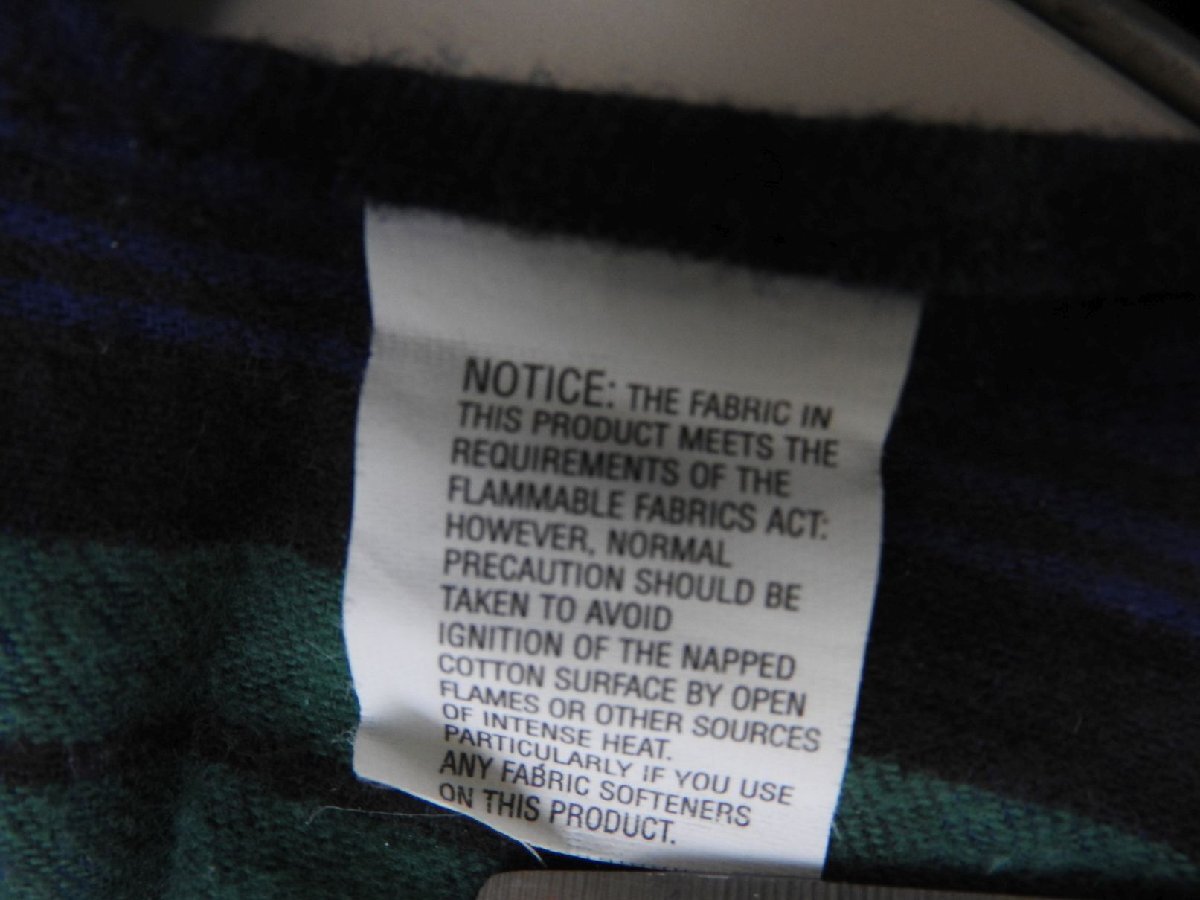 NOTICE: THE FABRIC IN
THIS PRODUCT MEETS THE
REQUIREMENTS OF THE
FLAMMABLE FABRICS ACT:
HOWEVER, NORMAL
PRECAUTION SHOULD BE
TAKEN TO AVOID
IGNITION OF THE NAPPED
COTTON SURFACE BY OPEN
FLAMES OR OTHER SOURCES
OF INTENSE HEAT.
PARTICULARLY IF YOU USE
ANY FABRIC SOFTENERS
ON THIS PRODUCT.